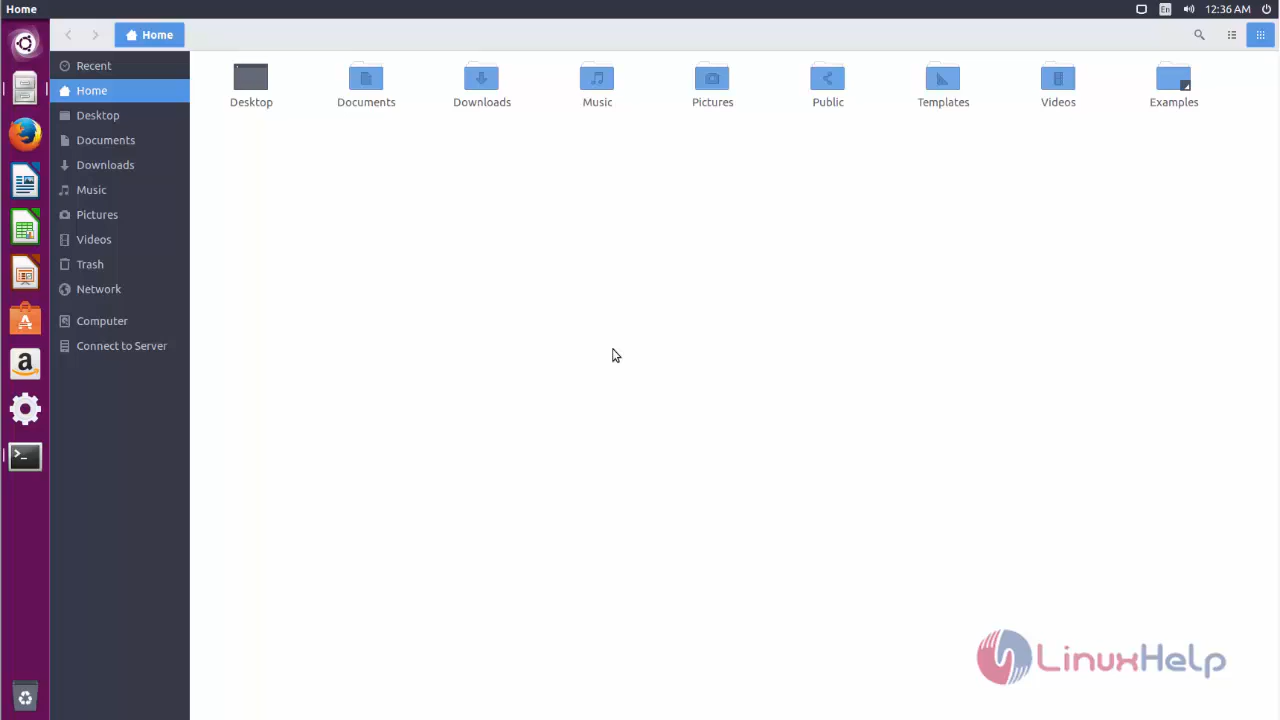 Home
En
12:36 AM
Home
Recent
Home
Desktop
Documents
Downloads
Music
Pictures
Videos
Trash
Network
Computer
Connect to Server
Desktop
Documents
Downloads
Music
Pictures
Public
Templates
Videos
Examples
LinuxHelp